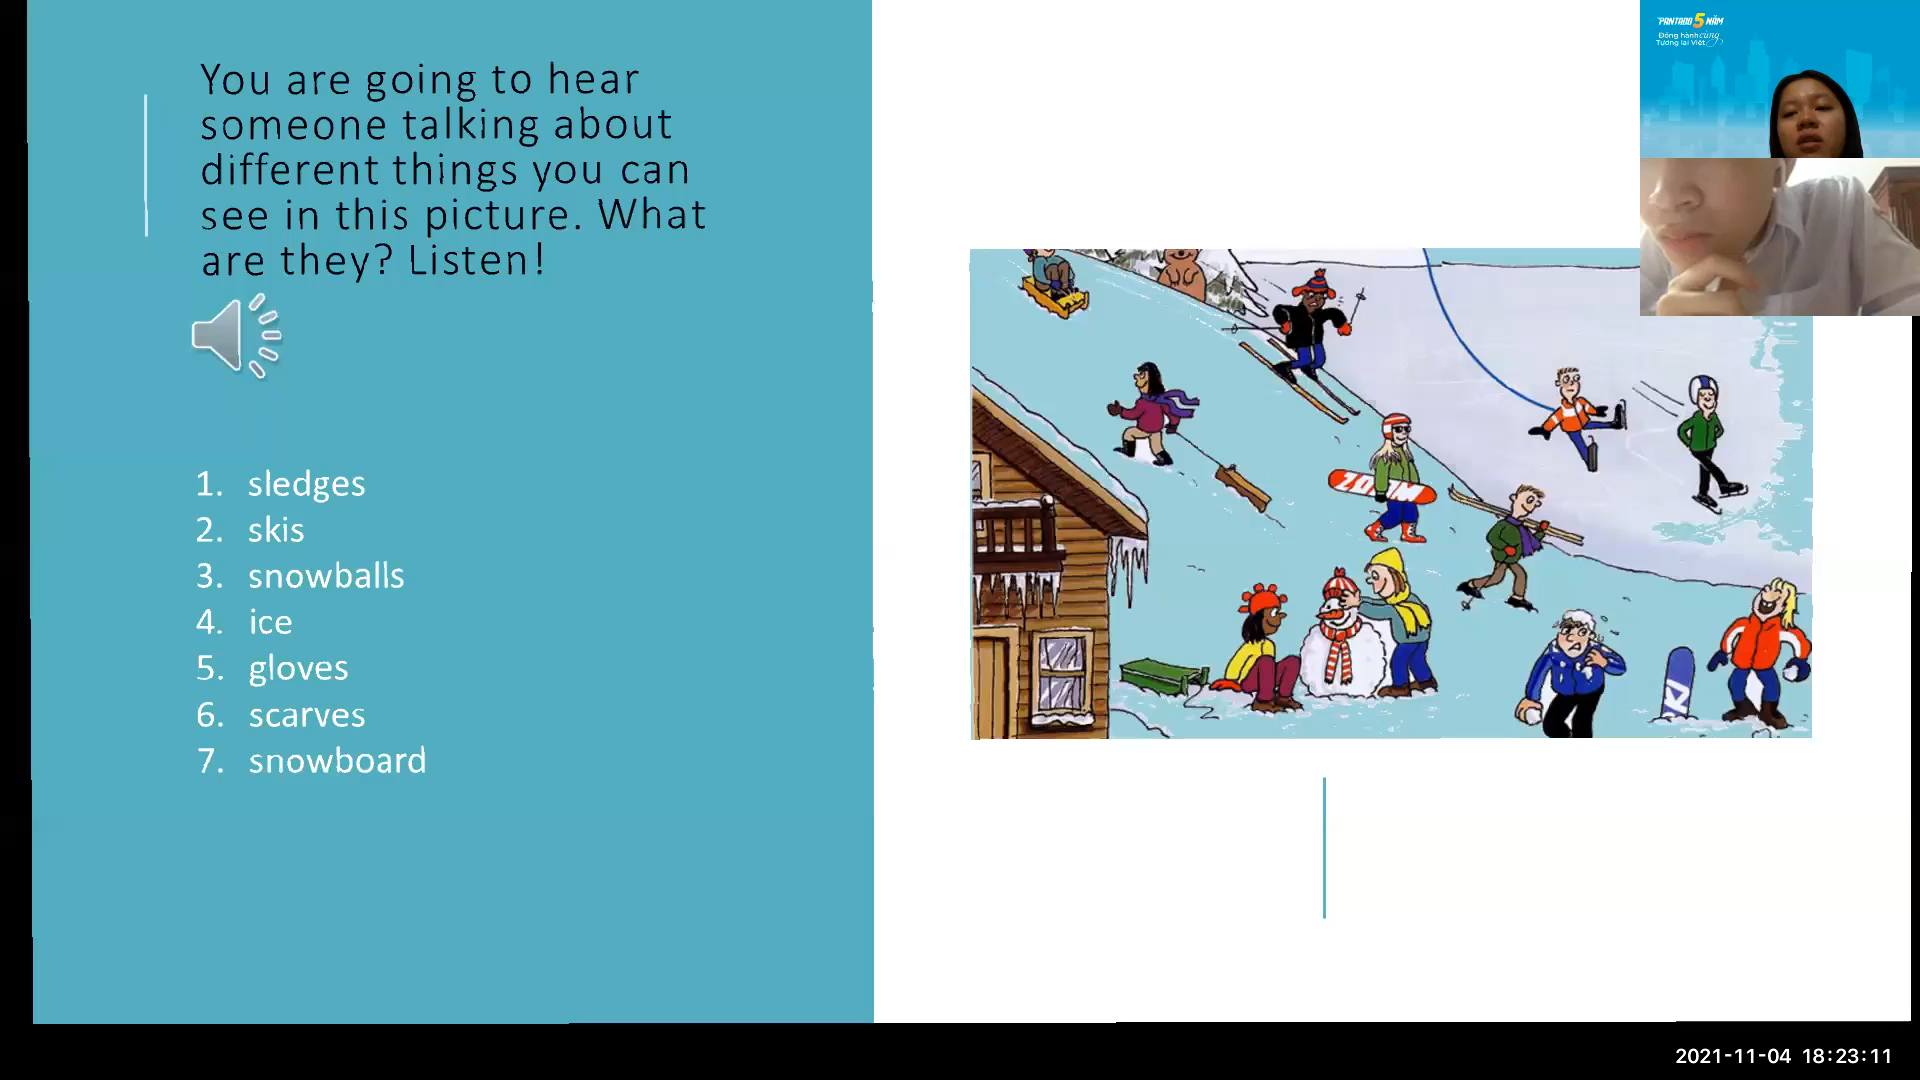 You are going to hear
someone talking about
different things you can
see in this picture. What
are they? Listen!
1. sledges
2. skis
3. snowballs
4. ice
5. gloves
6. scarves
7. snowboard
PANTADO 5 NĂM
Đồng hành cùng
Tương lai Việt
ZOOM
2021-11-04 18:23:11